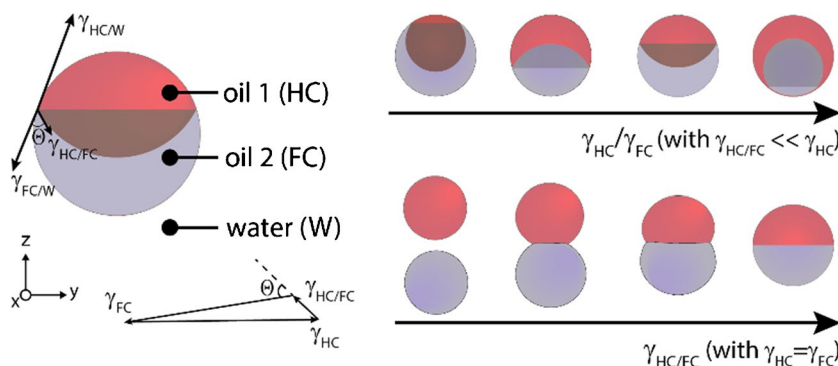 γHC/W
oil 1 (HC)
Θ
γHC/FC
oil 2 (FC)
γFC/W
water (W)
z
x
y
Θ
γHC/FC
γFC
γHC
γHC/γFC (with γHC/FC << γHC)
γHC/FC (with γHC=γFC)